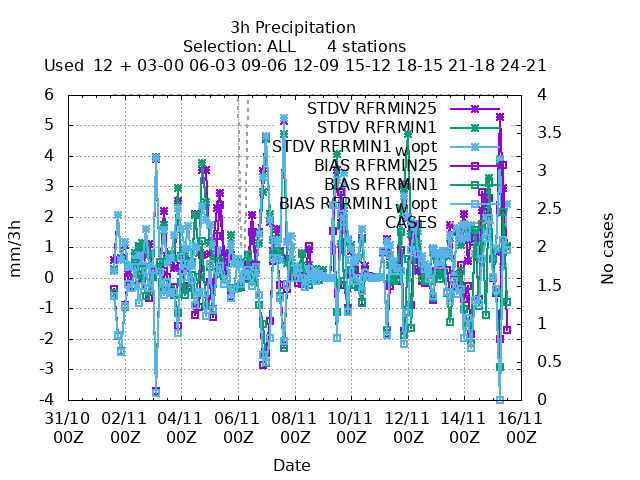 3h Precipitation
Selection: ALL 4 stations
Used 12 + 03-00 06-03 09-06 12-09 15-12 18-15 21-18 24-21
STDV RFRMIN25
STDV RFRMIN1
STDV RFRMIN1wopt
BIAS RFRMIN25
BIAS RFRMIN1
BIAS RFRMIN1wopt
CASES
6
5
4
3
2
1
0
-1
-2
-3
-4
mm/3h
4
3.5
3
2.5
2
1.5
1
0.5
0
No cases
31/10 02/11 04/11 06/11 08/11 10/11 12/11 14/11 16/11
00Z 00Z 00Z 00Z 00Z 00Z 00Z 00Z 00Z
Date